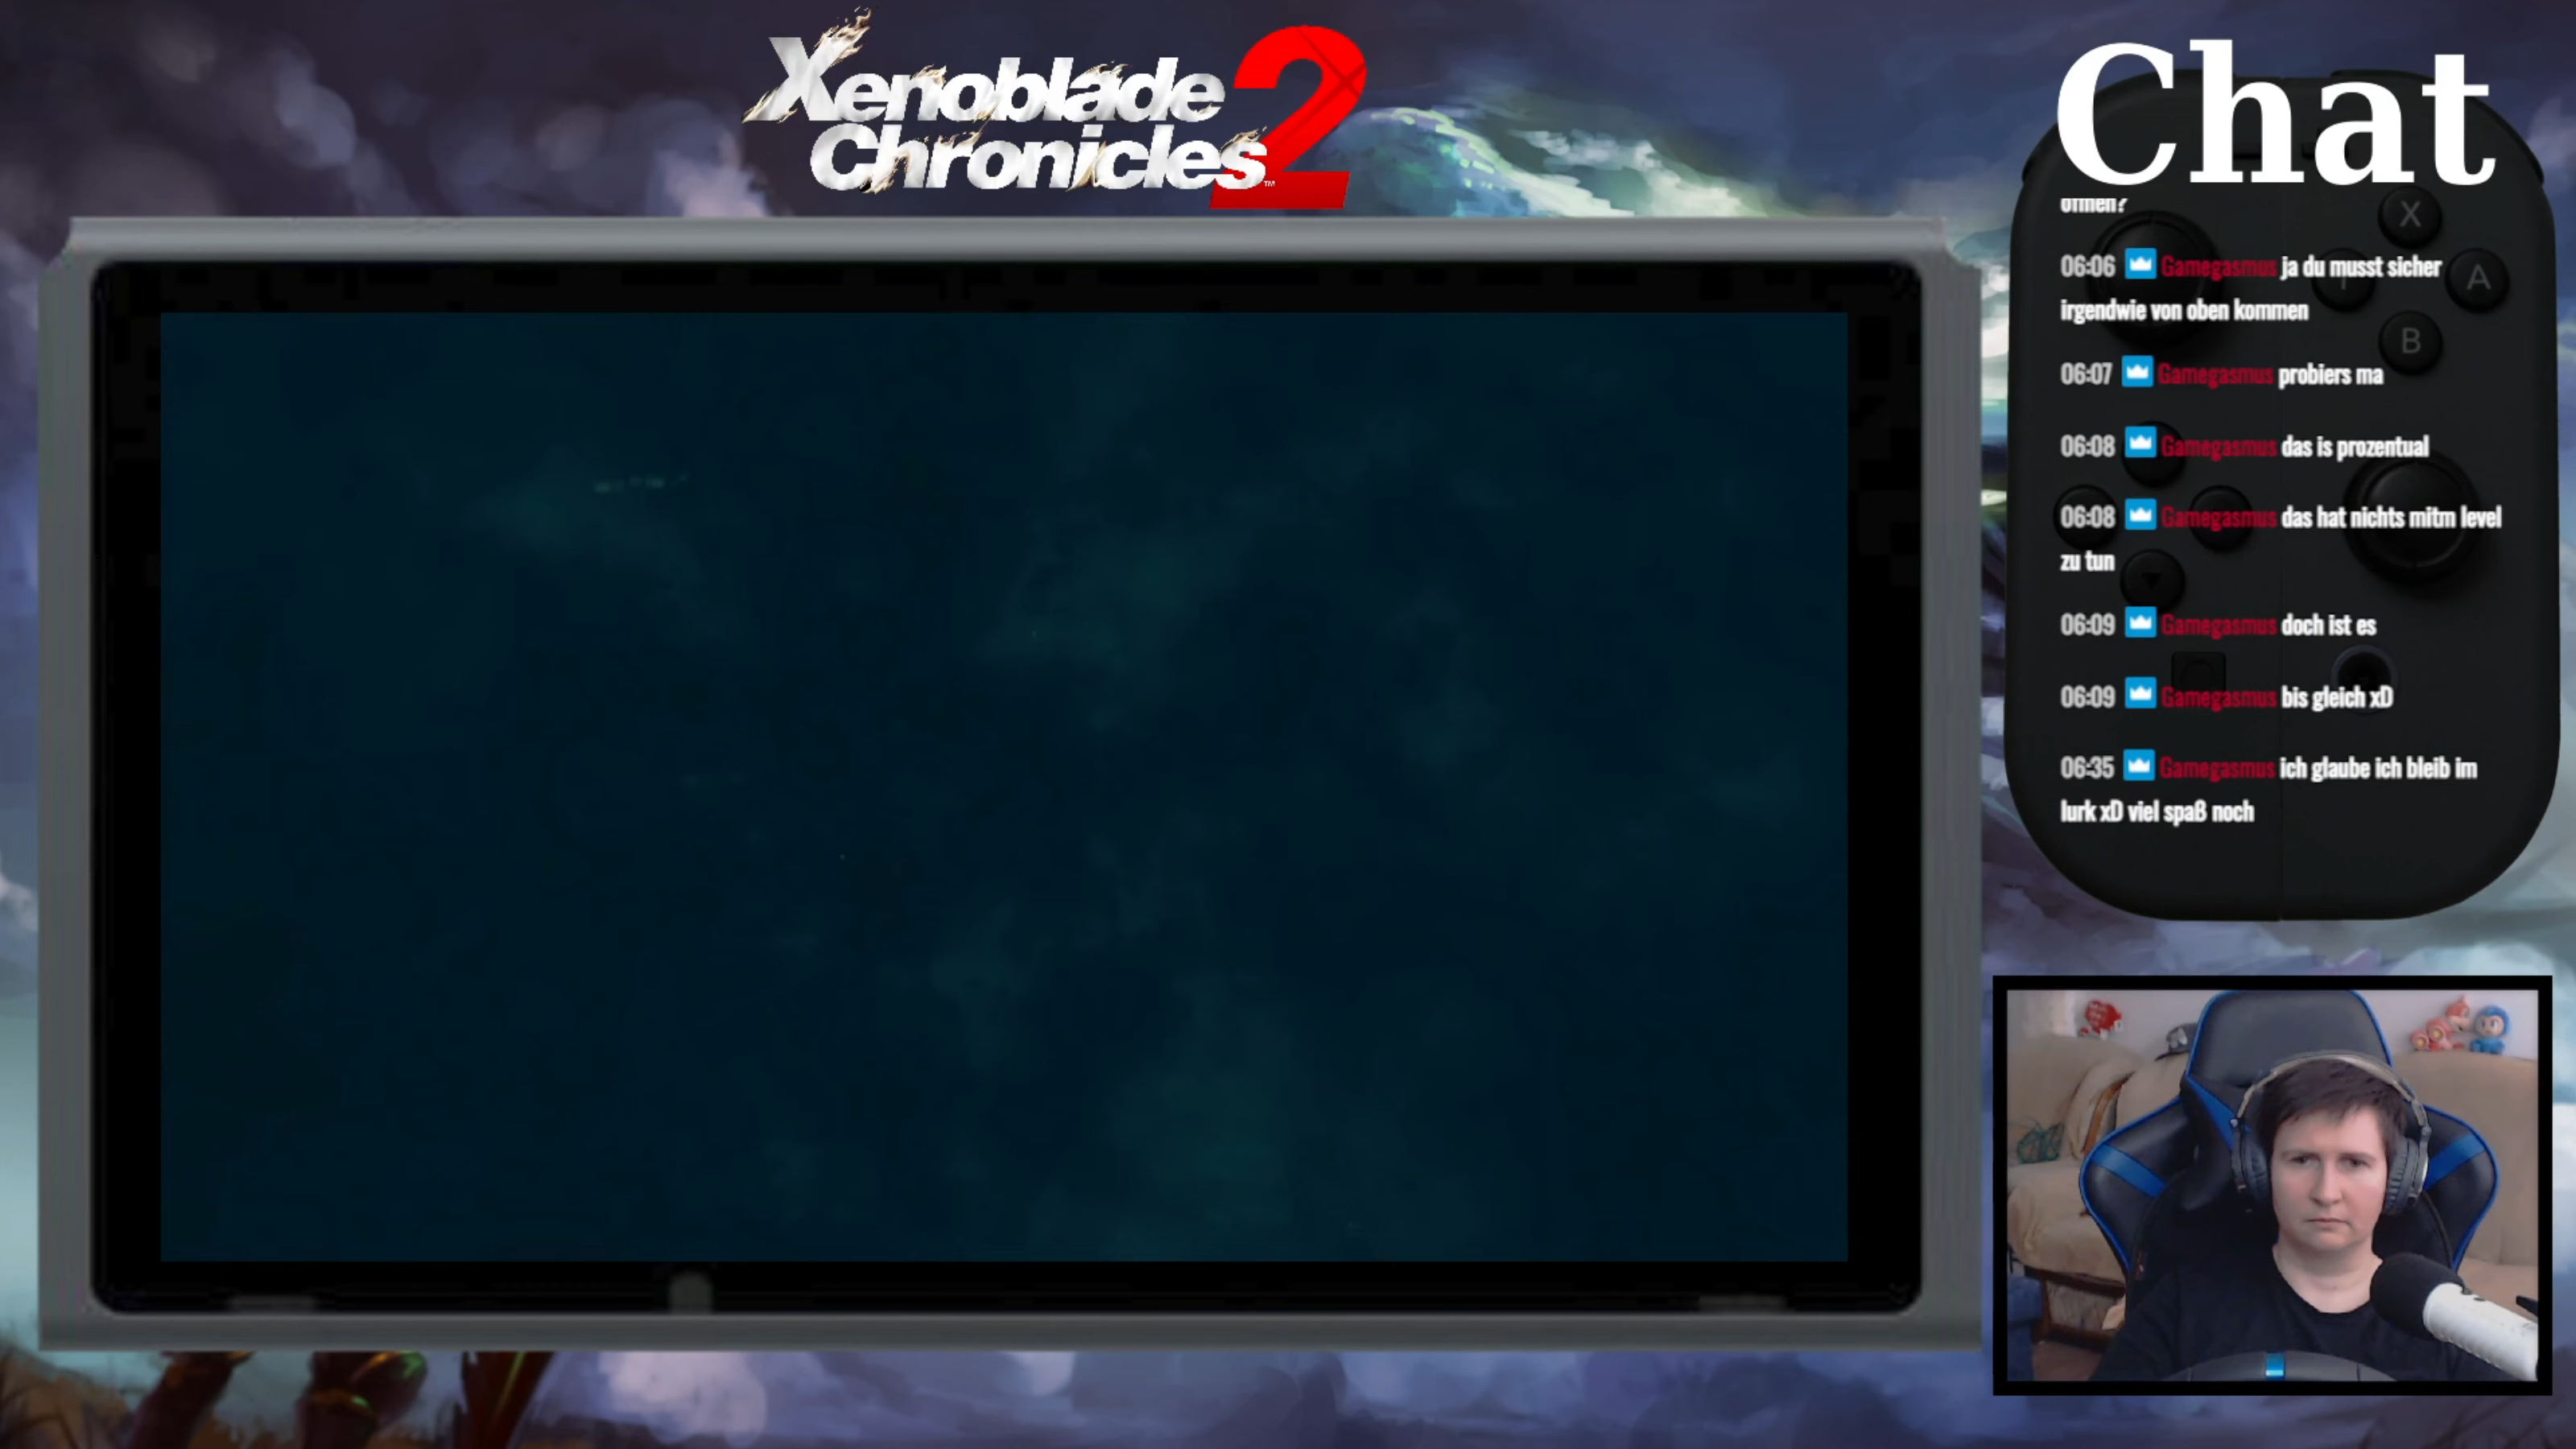 Xenoblade
Chronicles 2
TM
Chat
öffnen?
06:06 Gamegasmus ja du musst sicher
irgendwie von oben kommen
06:07 Gamegasmus probiers ma
06:08 Gamegasmus das is prozentual
06:08 Gamegasmus das hat nichts mitm level
zu tun
06:09 Gamegasmus doch ist es
06:09 Gamegasmus bis gleich xD
06:35 Gamegasmus ich glaube ich bleib im
lurk xD viel spaß noch
X
A
B